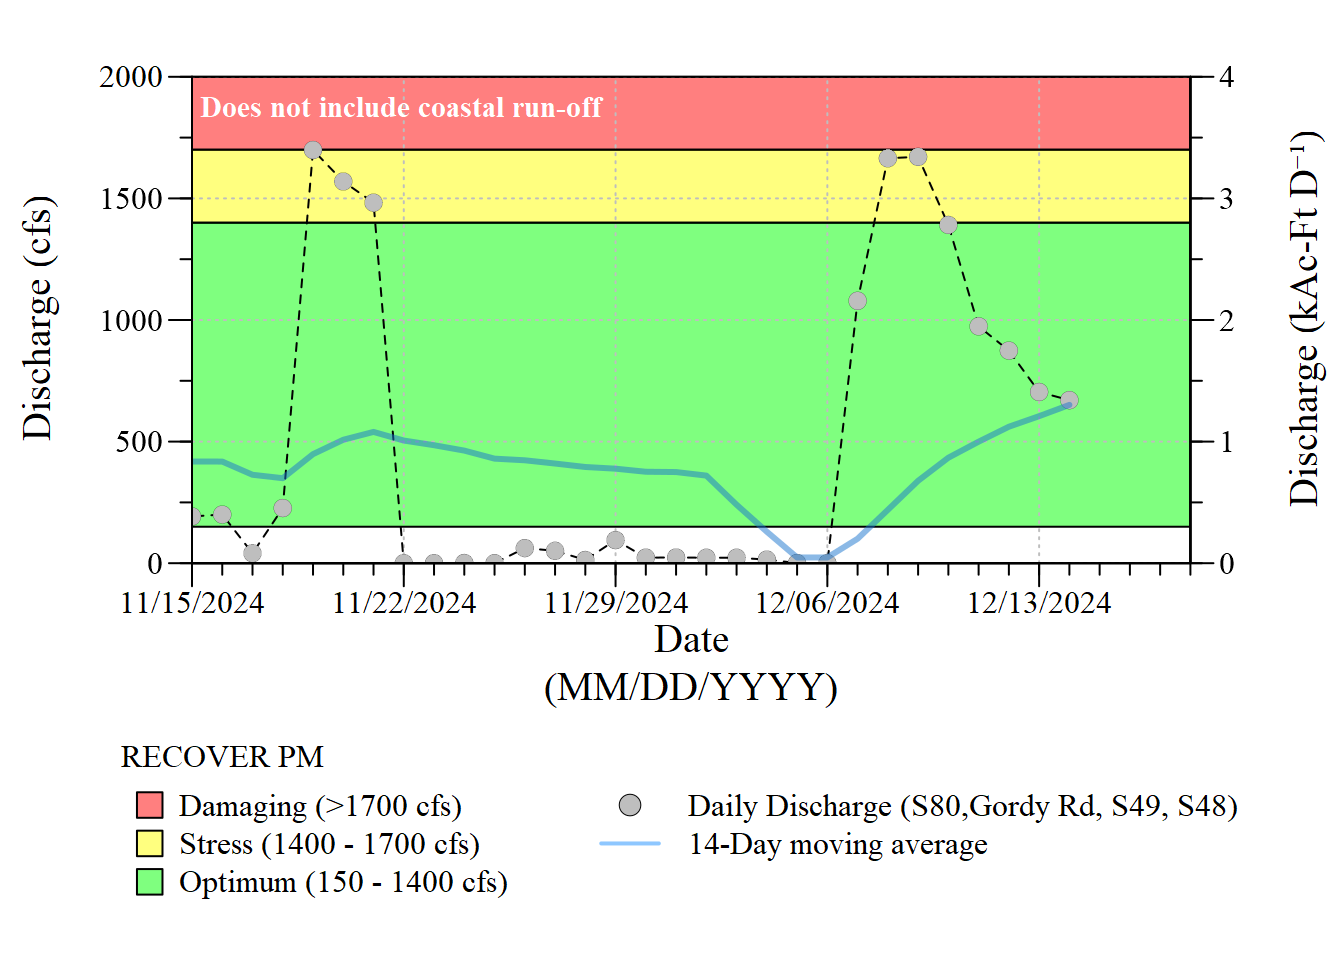 Does not include coastal run-off
2000
1500
1000
500
0
Discharge (cfs)
4
3
2
1
0
Discharge (kAc-Ft D⁻¹)
11/15/2024 11/22/2024 11/29/2024 12/06/2024 12/13/2024
Date
(MM/DD/YYYY)
RECOVER PM
Damaging (>1700 cfs)
Stress (1400 - 1700 cfs)
Optimum (150 - 1400 cfs)
Daily Discharge (S80,Gordy Rd, S49, S48)
14-Day moving average